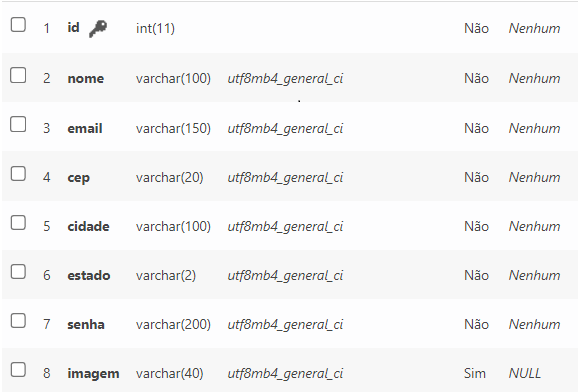 1 id int(11) Não Nenhum
2 nome varchar(100) utf8mb4_general_ci Não Nenhum
3 email varchar(150) utf8mb4_general_ci Não Nenhum
4 cep varchar(20) utf8mb4_general_ci Não Nenhum
5 cidade varchar(100) utf8mb4_general_ci Não Nenhum
6 estado varchar(2) utf8mb4_general_ci Não Nenhum
7 senha varchar(200) utf8mb4_general_ci Não Nenhum
8 imagem varchar(40) utf8mb4_general_ci Sim NULL